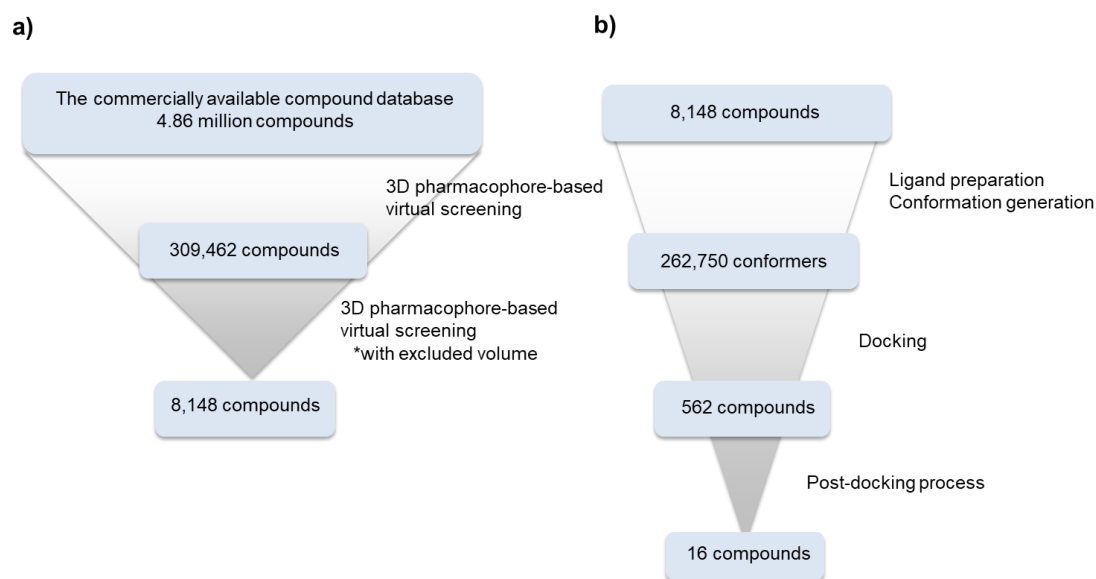 a)
The commercially available compound database
4.86 million compounds
3D pharmacophore-based
virtual screening
309,462 compounds
3D pharmacophore-based
virtual screening
*with excluded volume
8,148 compounds
b)
8,148 compounds
Ligand preparation
Conformation generation
262,750 conformers
Docking
562 compounds
Post-docking process
16 compounds